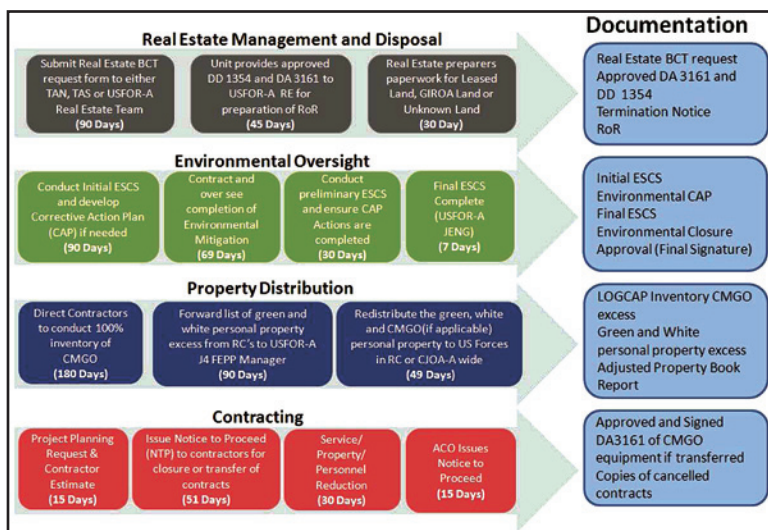 Documentation
Real Estate Management and Disposal
Submit Real Estate BCT
request form to either
TAN, TAS or USFOR-A
Real Estate Team
(90 Days)
Unit provides approved
DD 1354 and DA 3161 to
USFOR-A RE for
preparation of RoR
(45 Days)
Real Estate preparers
paperwork for Leased
Land, GIROA Land or
Unknown Land
(30 Day)
Real Estate BCT request
Approved DA 3161 and
DD 1354
Termination Notice
RoR
Environmental Oversight
Conduct Initial ESCS
and develop
Corrective Action Plan
(CAP) if needed
(90 Days)
Contract and
over see
completion of
Environmental
Mitigation
(69 Days)
Conduct
preliminary ESCS
and ensure CAP
Actions are
completed
(30 Days)
Final ESCS
Complete
(USFOR-A
JENG)
(7 Days)
Initial ESCS
Environmental CAP
Final ESCS
Environmental Closure
Approval (Final Signature)
Property Distribution
Direct Contractors
to conduct 100%
inventory of
CMGO
(180 Days)
Forward list of green and
white personal property
excess from RC's to USFOR-A
J4 FEPP Manager
(90 Days)
Redistribute the green, white
and CMGO(if applicable)
personal property to US Forces
in RC or CJOA-A wide
(49 Days)
LOGCAP Inventory CMGO
excess
Green and White
personal property excess
Adjusted Property Book
Report
Contracting
Project Planning
Request &
Contractor
Estimate
(15 Days)
Issue Notice to Proceed
(NTP) to contractors for
closure or transfer of
contracts
(51 Days)
Service/
Property/
Personnel
Reduction
(30 Days)
ACO Issues
Notice to
Proceed
(15 Days)
Approved and Signed
DA3161 of CMGO
equipment if transferred
Copies of cancelled
contracts